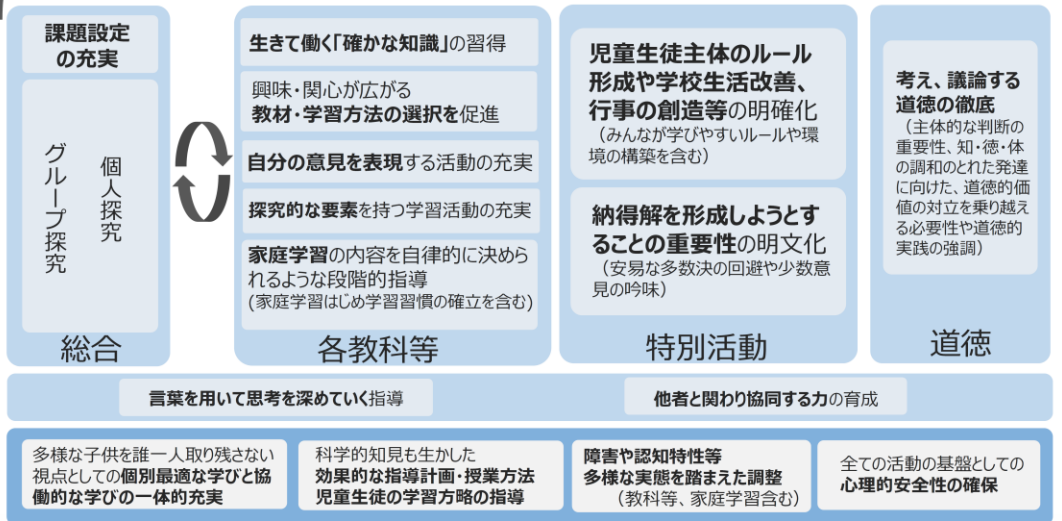 課題設定
の充実
グループ探究
個人探究
総合
生きて働く「確かな知識」の習得
興味・関心が広がる
教材・学習方法の選択を促進
自分の意見を表現する活動の充実
探究的な要素を持つ学習活動の充実
家庭学習の内容を自律的に決めら
れるような段階的指導
(家庭学習はじめ学習習慣の確立を含む)
各教科等
児童生徒主体のルール
形成や学校生活改善、
行事の創造等の明確化
（みんなが学びやすいルールや環
境の構築を含む）
納得解を形成しようとす
ることの重要性の明文化
（安易な多数決の回避や少数意
見の吟味）
特別活動
考え、議論する
道徳の徹底
（主体的な判断の
重要性、知・徳・体
の調和のとれた発達
に向けた、道徳的価
値の対立を乗り越え
る必要性や道徳的
実践の強調）
道徳
言葉を用いて思考を深めていく指導
他者と関わり協同する力の育成
多様な子供を誰一人取り残さない
視点としての個別最適な学びと協
働的な学びの一体的充実
科学的知見も生かした
効果的な指導計画・授業方法
児童生徒の学習方略の指導
障害や認知特性等
多様な実態を踏まえた調整
（教科等、家庭学習含む）
全ての活動の基盤としての
心理的安全性の確保